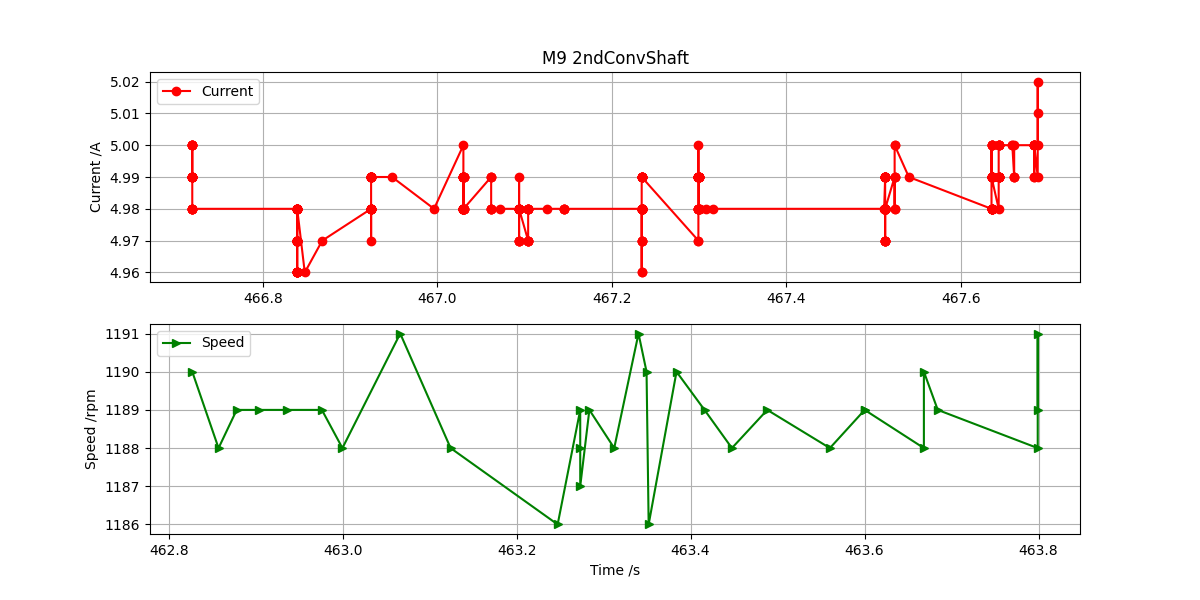 M9 2ndConvShaft
Current
Current /A
5.02
5.01
5.00
4.99
4.98
4.97
4.96
466.8 467.0 467.2 467.4 467.6
Speed
Speed /rpm
1191
1190
1189
1188
1187
1186
462.8 463.0 463.2 463.4 463.6 463.8
Time /s